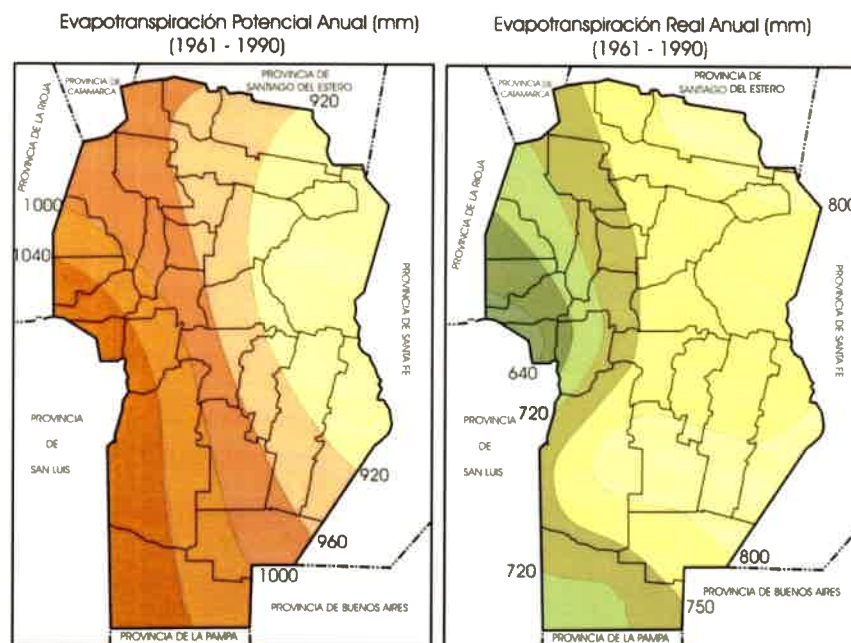 Evapotranspiración Potencial Anual (mm)
(1961 - 1990)
PROVINCIA DE
CATAMARCA
PROVINCIA DE
SANTIAGO DEL ESTERO
920
PROVINCIA DE LA RIOJA
1000
1040
PROVINCIA DE SANTA FE
PROVINCIA
DE
SAN LUIS
920
960
1000
PROVINCIA DE BUENOS AIRES
PROVINCIA DE LA PAMPA
Evapotranspiración Real Anual (mm)
(1961 - 1990)
PROVINCIA DE
CATAMARCA
PROVINCIA DE
SANTIAGO DEL ESTERO
PROVINCIA DE LA RIOJA
800
PROVINCIA DE SANTA FE
640
720
PROVINCIA
DE
SAN LUIS
800
720
PROVINCIA DE BUENOS AIRES
750
PROVINCIA DE LA PAMPA